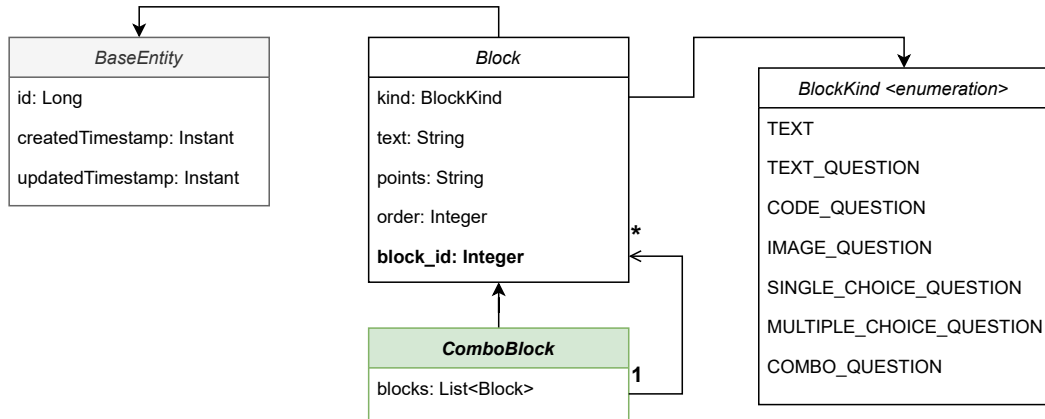 BaseEntity
id: Long
createdTimestamp: Instant
updatedTimestamp: Instant
Block
kind: BlockKind
text: String
points: String
order: Integer
block_id: Integer
*
ComboBlock
blocks: List<Block>
1
BlockKind <enumeration>
TEXT
TEXT_QUESTION
CODE_QUESTION
IMAGE_QUESTION
SINGLE_CHOICE_QUESTION
MULTIPLE_CHOICE_QUESTION
COMBO_QUESTION